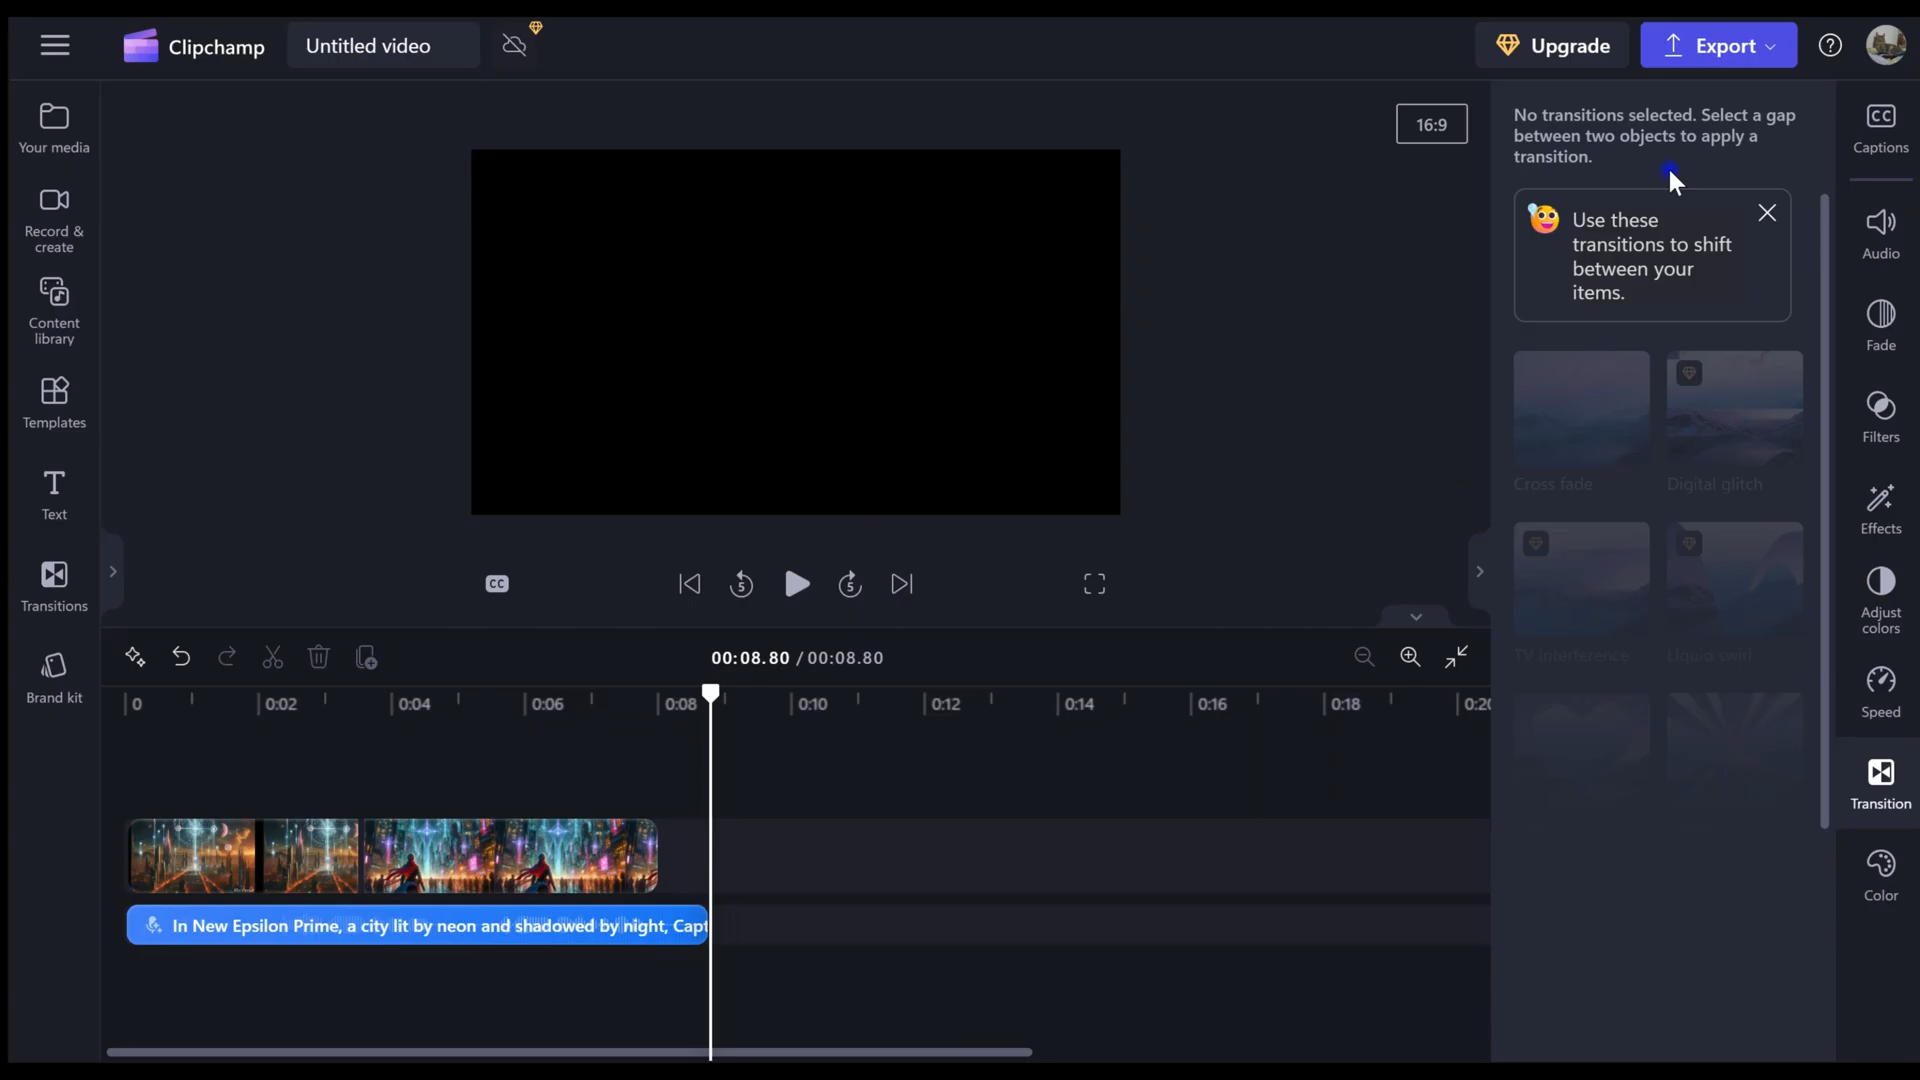 Clipchamp
Untitled video
Upgrade
Export
16:9
Your media
Record &
create
Content
library
Templates
Text
Transitions
Brand kit
No transitions selected. Select a gap
between two objects to apply a
transition.
Use these
transitions to shift
between your
items.
Cross fade
Digital glitch
TV interference
Liquid swirl
CC
Captions
Audio
Fade
Filters
Effects
Adjust
colors
Speed
Transition
Color
CC
5
5
00:08.80 / 00:08.80
0
0:02
0:04
0:06
0:08
0:10
0:12
0:14
0:16
0:18
0:20
In New Epsilon Prime, a city lit by neon and shadowed by night, Capt